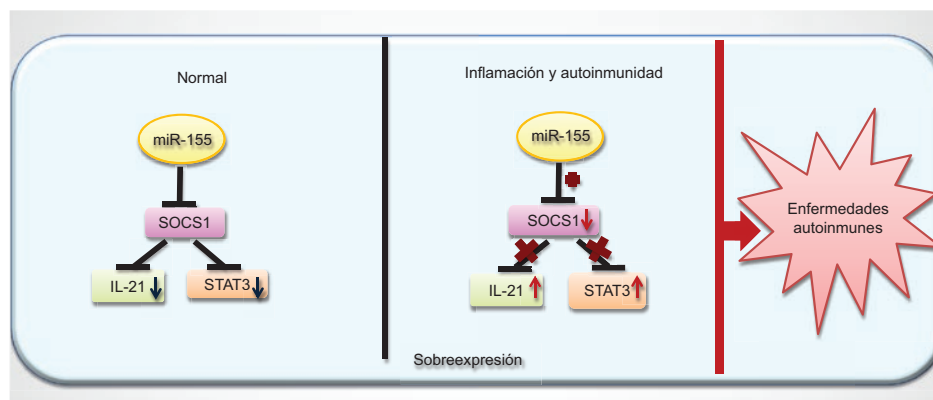 Normal
miR-155
SOCS1
IL-21
STAT3
Inflamación y autoinmunidad
miR-155
SOCS1
IL-21
STAT3
Sobreexpresión
Enfermedades
autoinmunes